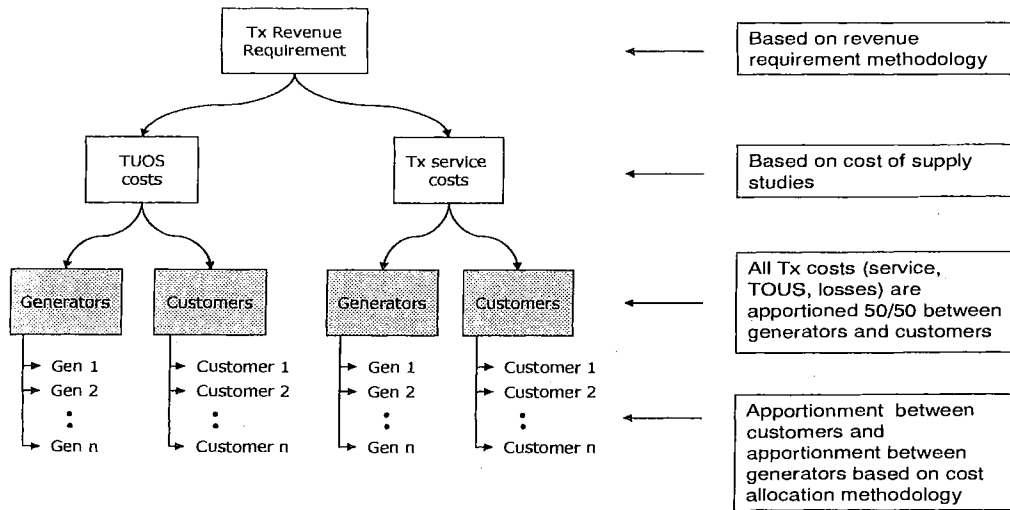 Tx Revenue
Requirement
Based on revenue
requirement methodology
TUOS
costs
Tx service
costs
Based on cost of supply
studies
Generators
Customers
Generators
Customers
All Tx costs (service,
TOUS, losses) are
apportioned 50/50 between
generators and customers
Gen 1
Gen 2
Gen n
Customer 1
Customer 2
Customer n
Gen 1
Gen 2
Gen n
Customer 1
Customer 2
Customer n
Apportionment between
customers and
apportionment between
generators based on cost
allocation methodology